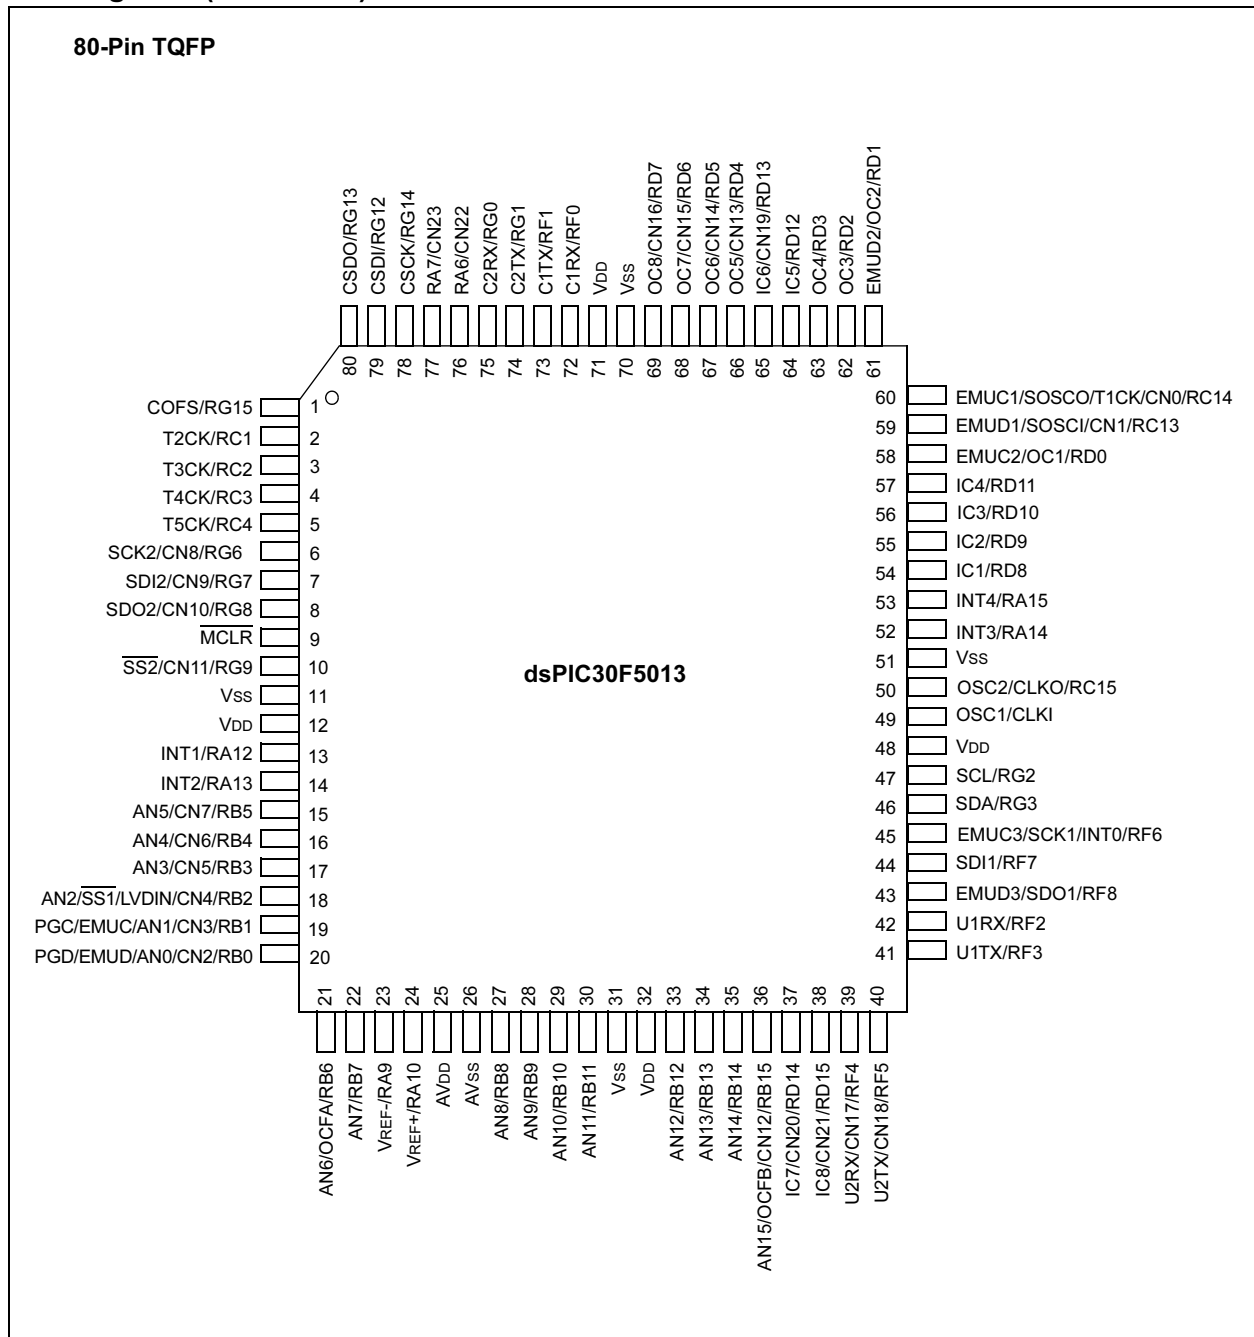 80-Pin TQFP
CSDO/RG13
CSDI/RG12
CSCK/RG14
RA7/CN23
RA6/CN22
C2RX/RG0
C2TX/RG1
C1TX/RF1
C1RX/RF0
VDD
VSS
OC8/CN16/RD7
OC7/CN15/RD6
OC6/CN14/RD5
OC5/CN13/RD4
IC6/CN19/RD13
IC5/RD12
OC4/RD3
OC3/RD2
EMUD2/OC2/RD1
80
79
78
77
76
75
74
73
72
71
70
69
68
67
66
65
64
63
62
61
COFS/RG15 1
T2CK/RC1 2
T3CK/RC2 3
T4CK/RC3 4
T5CK/RC4 5
SCK2/CN8/RG6 6
SDI2/CN9/RG7 7
SDO2/CN10/RG8 8
MCLR 9
SS2/CN11/RG9 10
VSS 11
VDD 12
INT1/RA12 13
INT2/RA13 14
AN5/CN7/RB5 15
AN4/CN6/RB4 16
AN3/CN5/RB3 17
AN2/SS1/LVDIN/CN4/RB2 18
PGC/EMUC/AN1/CN3/RB1 19
PGD/EMUD/AN0/CN2/RB0 20
dsPIC30F5013
60 EMUC1/SOSCO/T1CK/CN0/RC14
59 EMUD1/SOSCI/CN1/RC13
58 EMUC2/OC1/RD0
57 IC4/RD11
56 IC3/RD10
55 IC2/RD9
54 IC1/RD8
53 INT4/RA15
52 INT3/RA14
51 VSS
50 OSC2/CLKO/RC15
49 OSC1/CLKI
48 VDD
47 SCL/RG2
46 SDA/RG3
45 EMUC3/SCK1/INT0/RF6
44 SDI1/RF7
43 EMUD3/SDO1/RF8
42 U1RX/RF2
41 U1TX/RF3
21
22
23
24
25
26
27
28
29
30
31
32
33
34
35
36
37
38
39
40
AN6/OCFA/RB6
AN7/RB7
VREF-/RA9
VREF+/RA10
AVDD
AVSS
AN8/RB8
AN9/RB9
AN10/RB10
AN11/RB11
VSS
VDD
AN12/RB12
AN13/RB13
AN14/RB14
AN15/OCFB/CN12/RB15
IC7/CN20/RD14
IC8/CN21/RD15
U2RX/CN17/RF4
U2TX/CN18/RF5